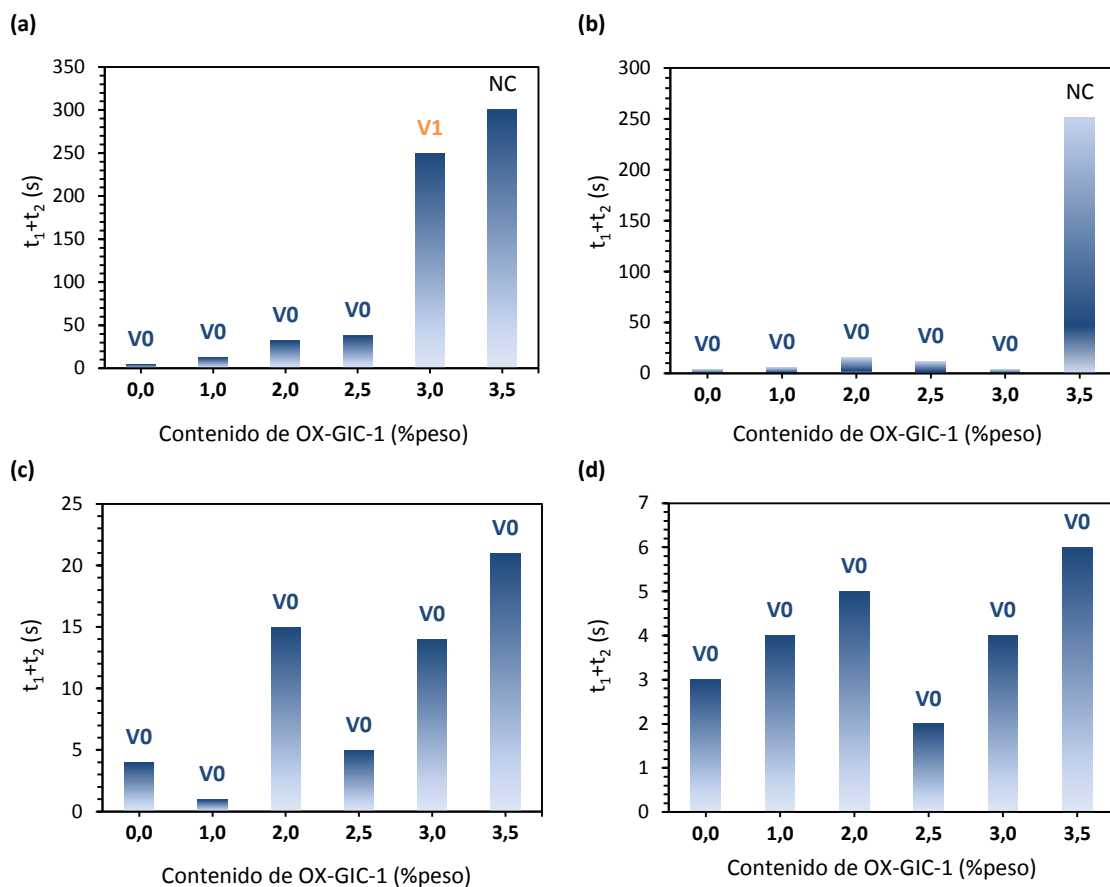 (a)
t₁+t₂ (s)
350
300
250
200
150
100
50
0
V0
V0
V0
V0
V1
NC
0,0 1,0 2,0 2,5 3,0 3,5
Contenido de OX-GIC-1 (%peso)
(b)
t₁+t₂ (s)
300
250
200
150
100
50
0
V0
V0
V0
V0
V0
NC
0,0 1,0 2,0 2,5 3,0 3,5
Contenido de OX-GIC-1 (%peso)
(c)
t₁+t₂ (s)
25
20
15
10
5
0
V0
V0
V0
V0
V0
V0
0,0 1,0 2,0 2,5 3,0 3,5
Contenido de OX-GIC-1 (%peso)
(d)
t₁+t₂ (s)
7
6
5
4
3
2
1
0
V0
V0
V0
V0
V0
V0
0,0 1,0 2,0 2,5 3,0 3,5
Contenido de OX-GIC-1 (%peso)